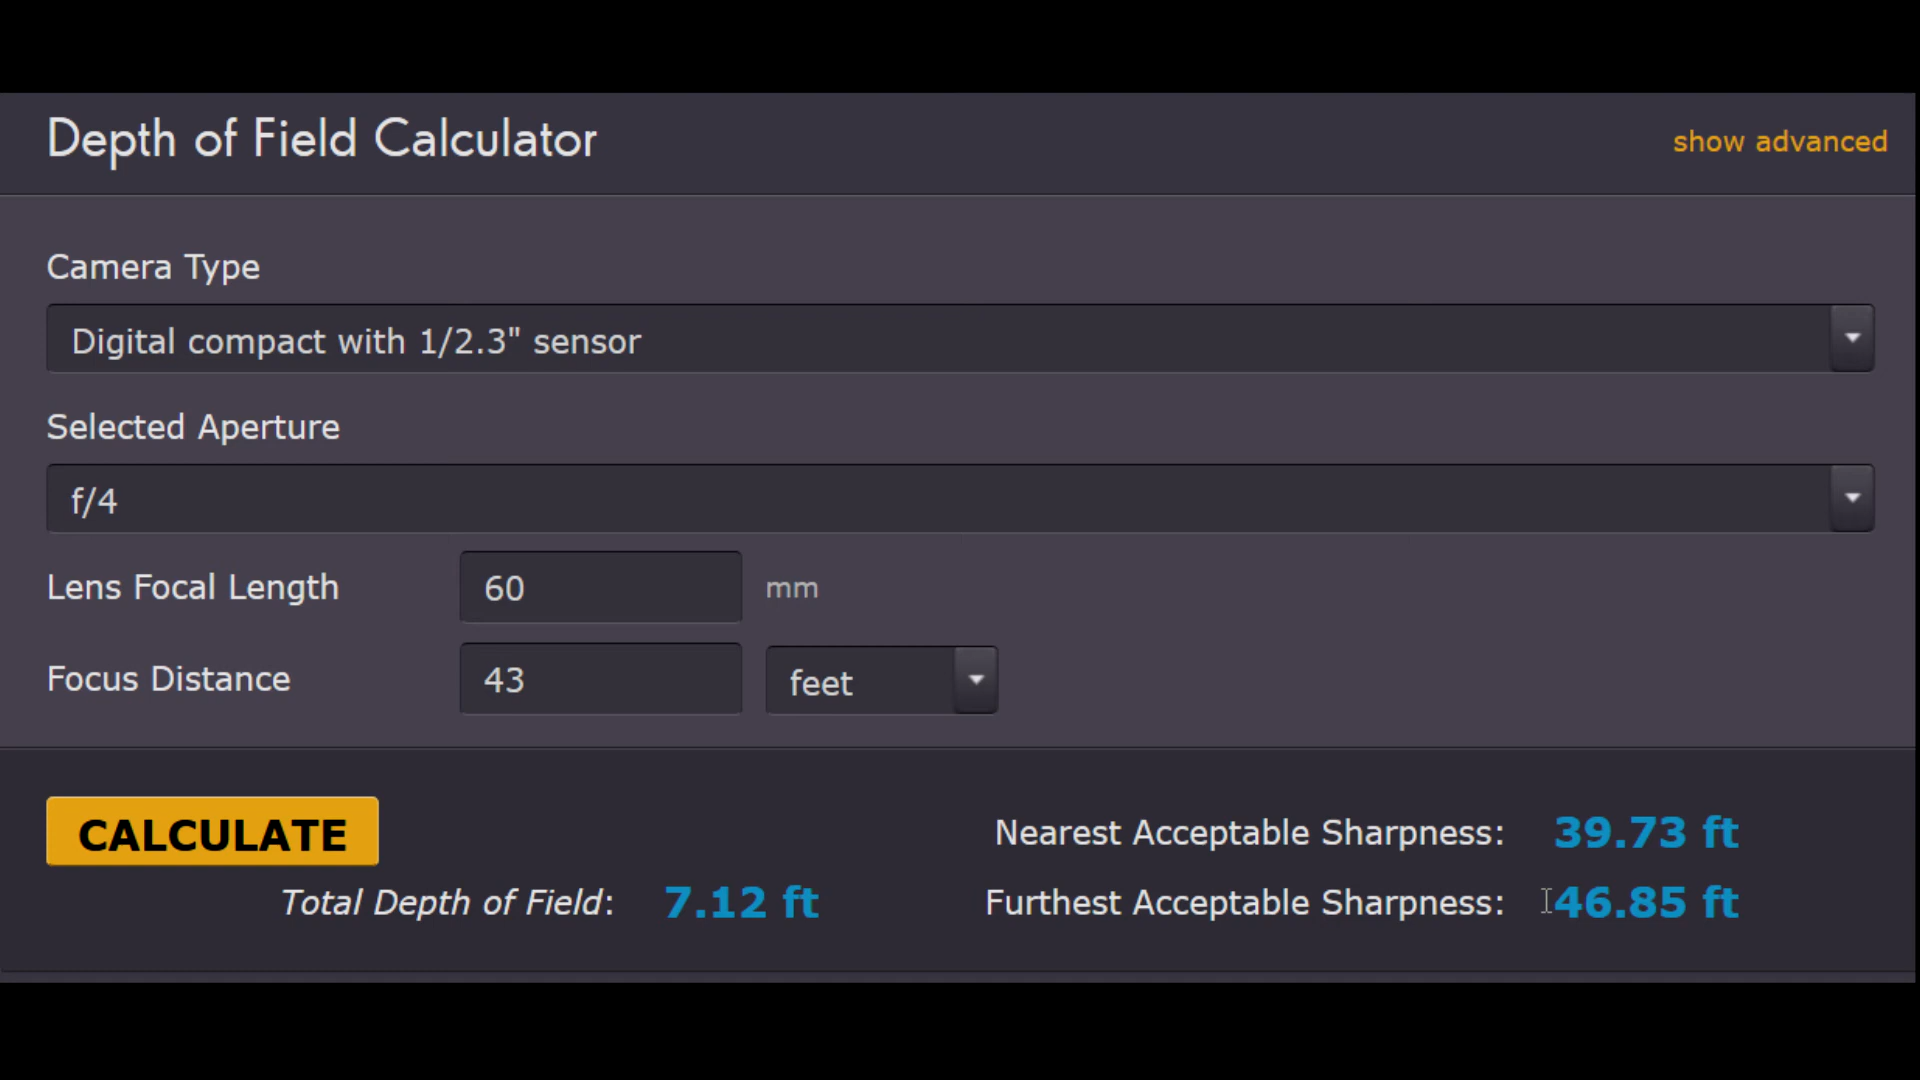 Depth of Field Calculator
show advanced
Camera Type
Digital compact with 1/2.3" sensor
Selected Aperture
f/4
Lens Focal Length 60 mm
Focus Distance 43 feet
CALCULATE
Nearest Acceptable Sharpness: 39.73 ft
Total Depth of Field: 7.12 ft
Furthest Acceptable Sharpness: 46.85 ft